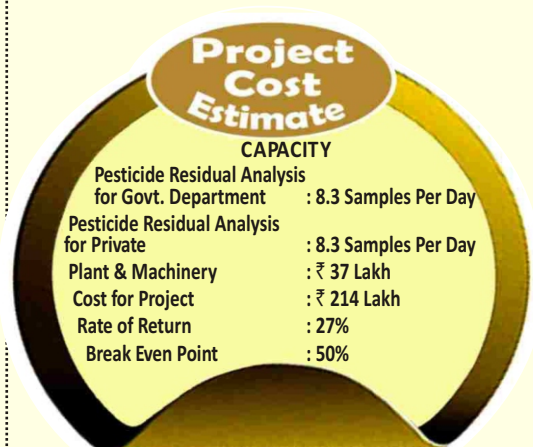 Project
Cost
Estimate
CAPACITY
Pesticide Residual Analysis
for Govt. Department : 8.3 Samples Per Day
Pesticide Residual Analysis
for Private : 8.3 Samples Per Day
Plant & Machinery : ₹ 37 Lakh
Cost for Project : ₹ 214 Lakh
Rate of Return : 27%
Break Even Point : 50%